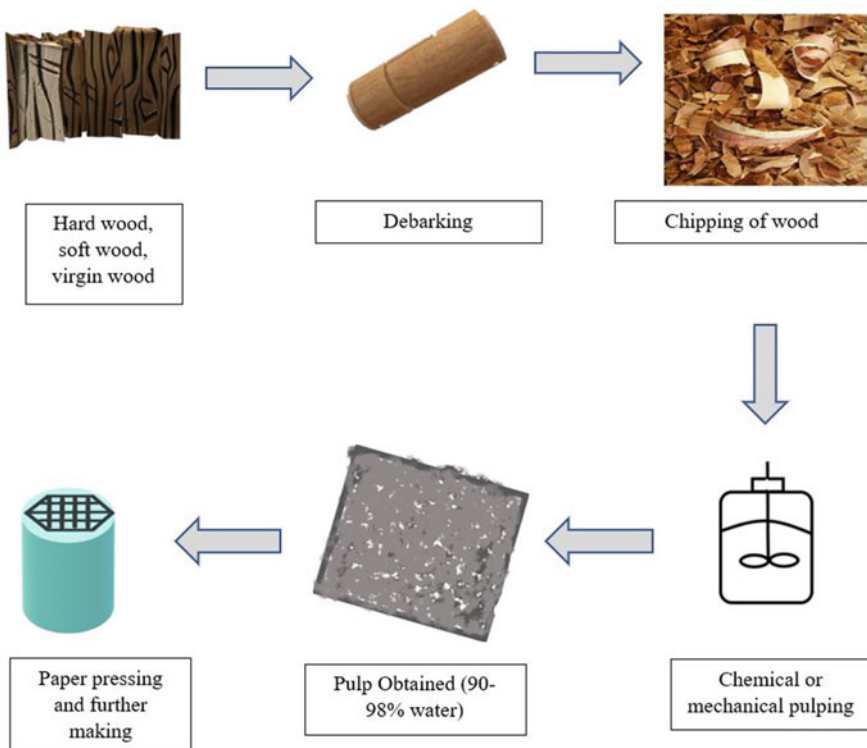 Hard wood,
soft wood,
virgin wood
Debarking
Chipping of wood
Chemical or
mechanical pulping
Pulp Obtained (90-
98% water)
Paper pressing
and further
making